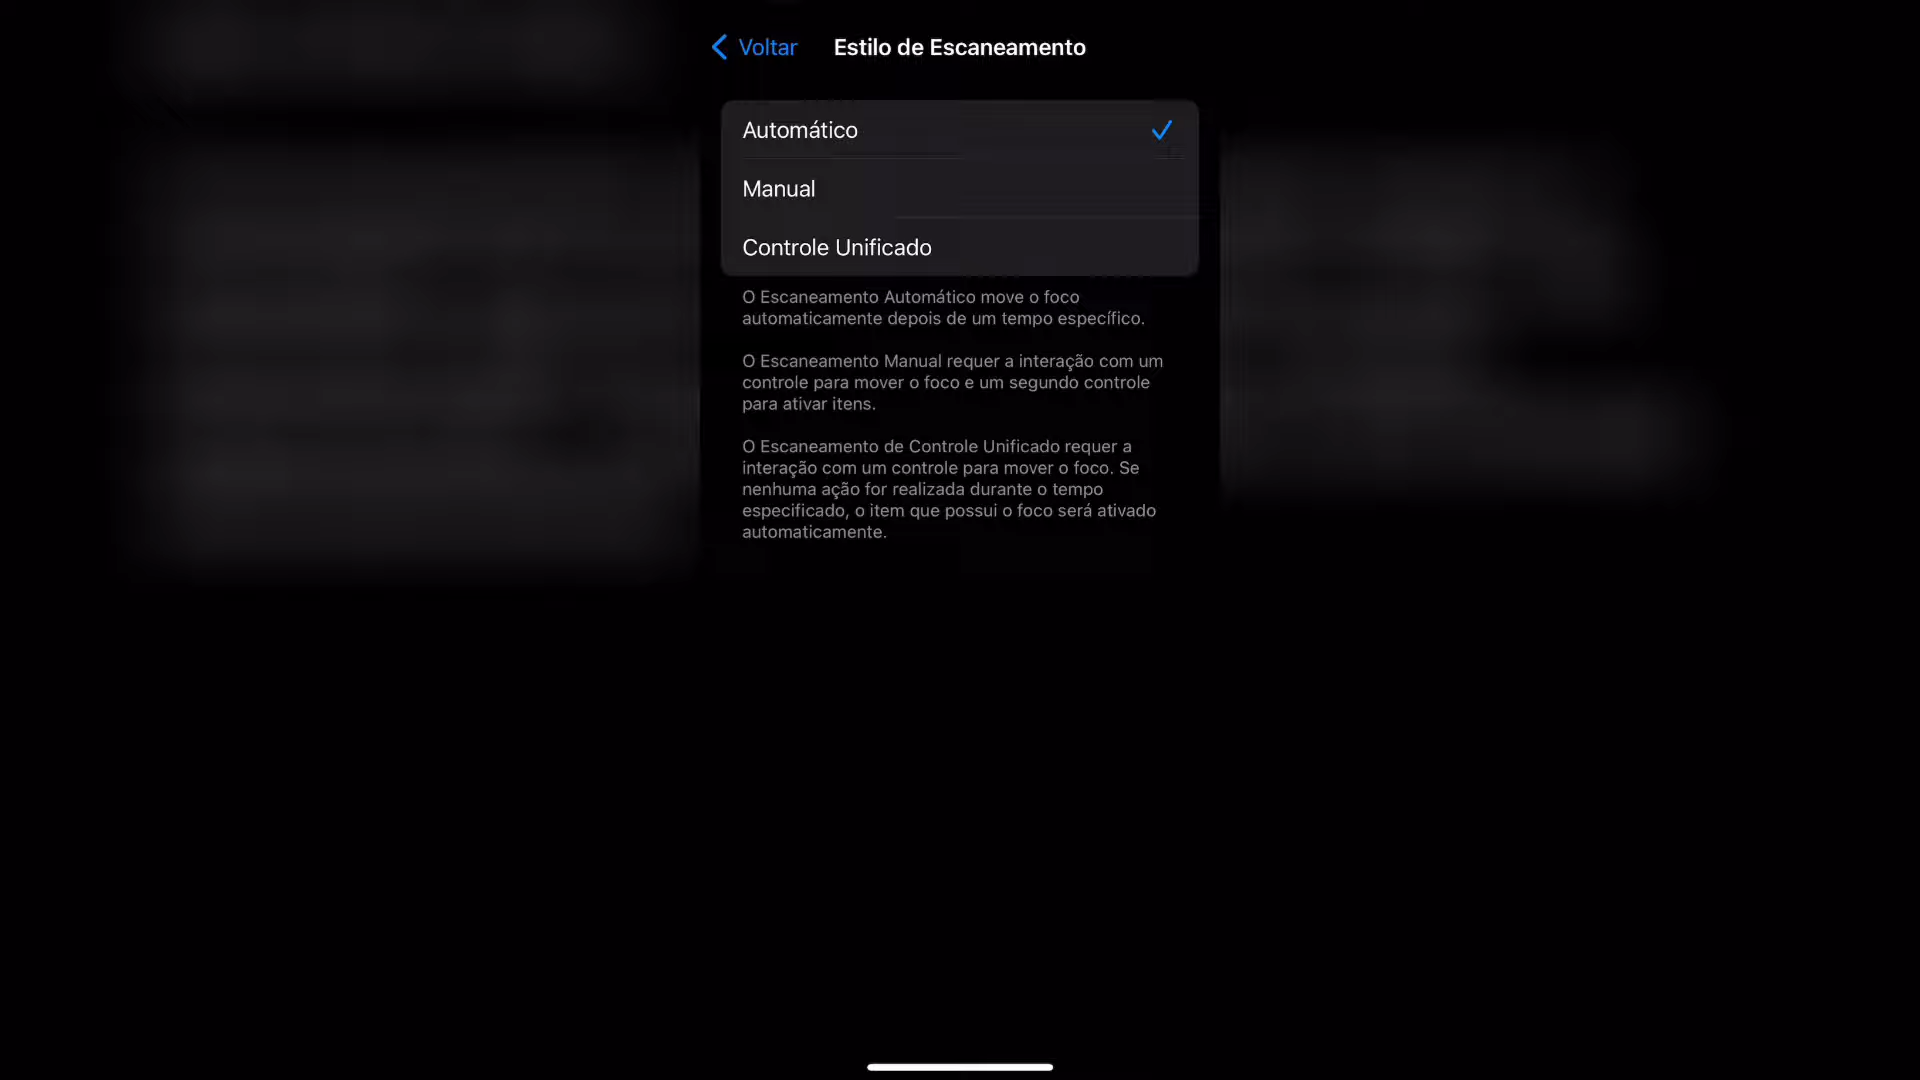 Voltar
Estilo de Escaneamento
Automático
Manual
Controle Unificado
O Escaneamento Automático move o foco
automaticamente depois de um tempo específico.
O Escaneamento Manual requer a interação com um
controle para mover o foco e um segundo controle
para ativar itens.
O Escaneamento de Controle Unificado requer a
interação com um controle para mover o foco. Se
nenhuma ação for realizada durante o tempo
especificado, o item que possui o foco será ativado
automaticamente.